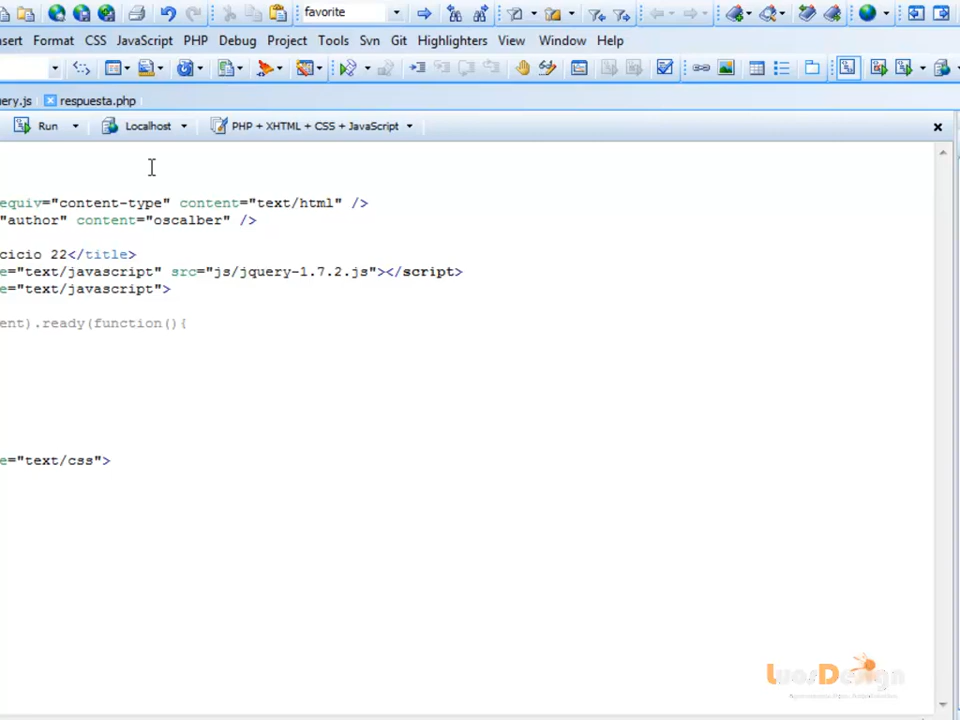 favorite
nsert Format CSS JavaScript PHP Debug Project Tools Svn Git Highlighters View Window Help
ery.js respuesta.php
Run Localhost PHP + XHTML + CSS + JavaScript
equiv="content-type" content="text/html" />
"author" content="oscalber" />
cicio 22</title>
e="text/javascript" src="js/jquery-1.7.2.js"></script>
e="text/javascript">
ent).ready(function(){
e="text/css">
LuosDesign